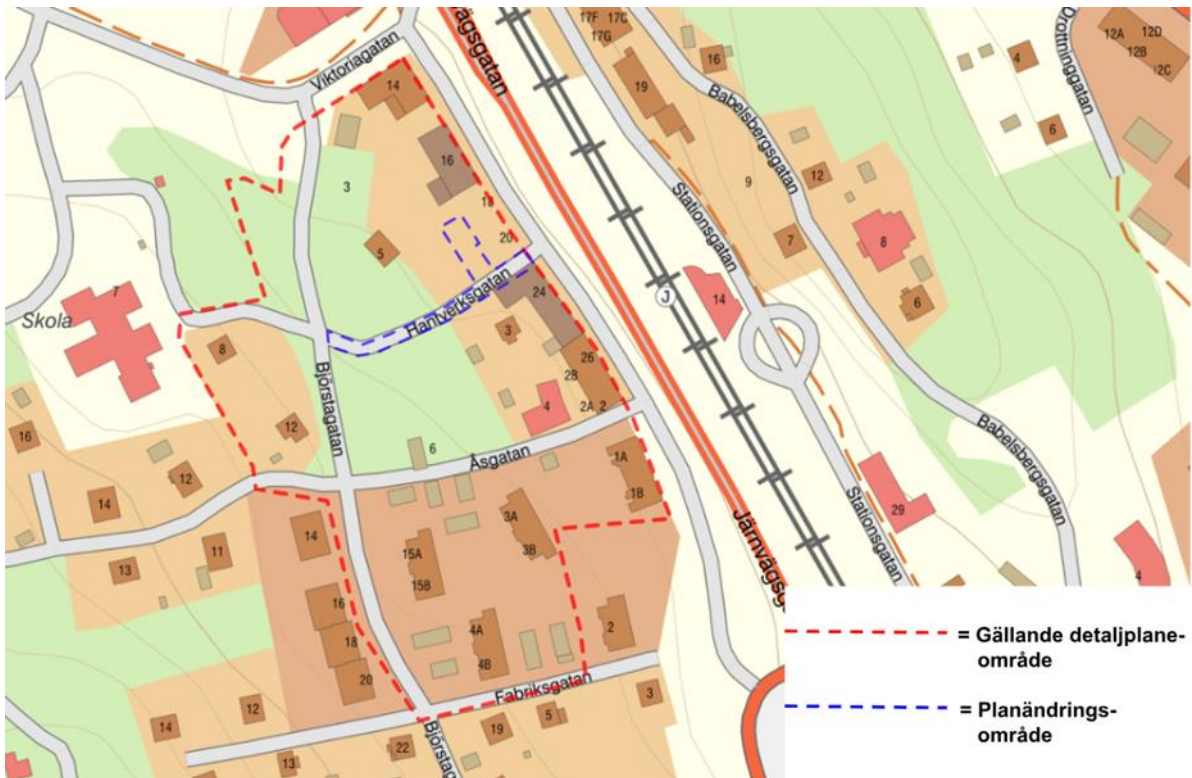 17F
17C
17G
12A
12D
12B
12C
Drottninggatan
vägsgatan
Viktoriagatan
14
16
19
4
6
Babelsbergsgatan
16
3
18
20
5
Stationsgatan
9
12
7
8
6
7
Skola
Hantverksgatan
24
J
14
8
3
26
2B
2A
2
4
Björstagatan
12
16
12
14
6
Åsgatan
1A
1B
Babelsbergsgatan
Stationsgatan
29
Järnvägsg
4
14
3A
3B
15A
15B
13
11
16
18
20
4A
4B
2
Fabriksgatan
14
12
13
22
19
5
3
Björstagat
= Gällande detaljplane-
område
= Planändrings-
område